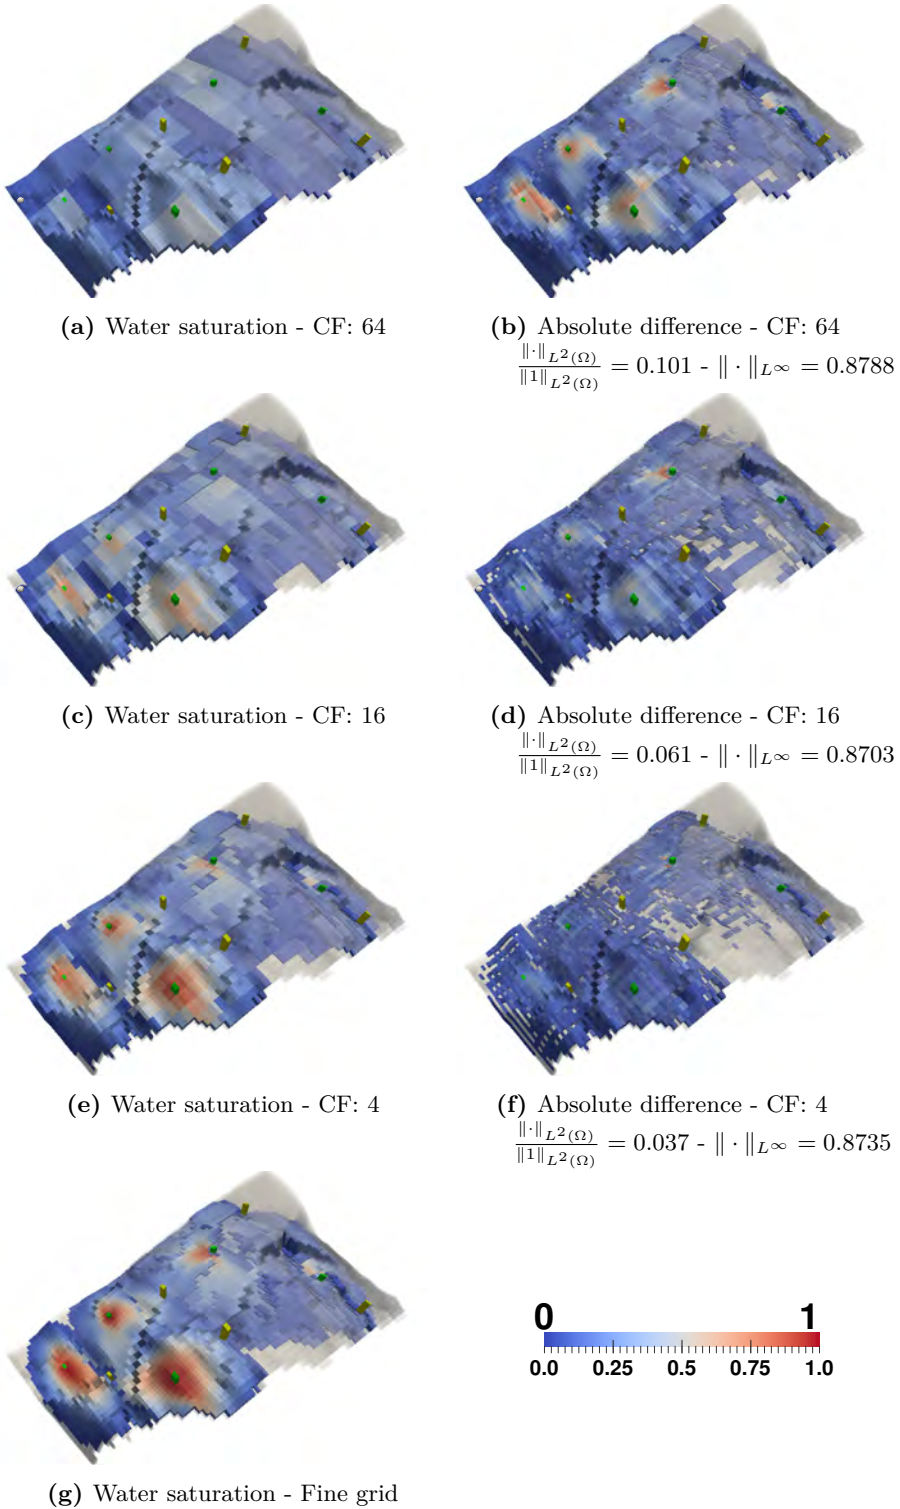 (a) Water saturation - CF: 64
(b) Absolute difference - CF: 64
‖·‖L²(Ω) / ‖1‖L²(Ω) = 0.101 - ‖ · ‖L∞ = 0.8788
(c) Water saturation - CF: 16
(d) Absolute difference - CF: 16
‖·‖L²(Ω) / ‖1‖L²(Ω) = 0.061 - ‖ · ‖L∞ = 0.8703
(e) Water saturation - CF: 4
(f) Absolute difference - CF: 4
‖·‖L²(Ω) / ‖1‖L²(Ω) = 0.037 - ‖ · ‖L∞ = 0.8735
0 1
0.0 0.25 0.5 0.75 1.0
(g) Water saturation - Fine grid